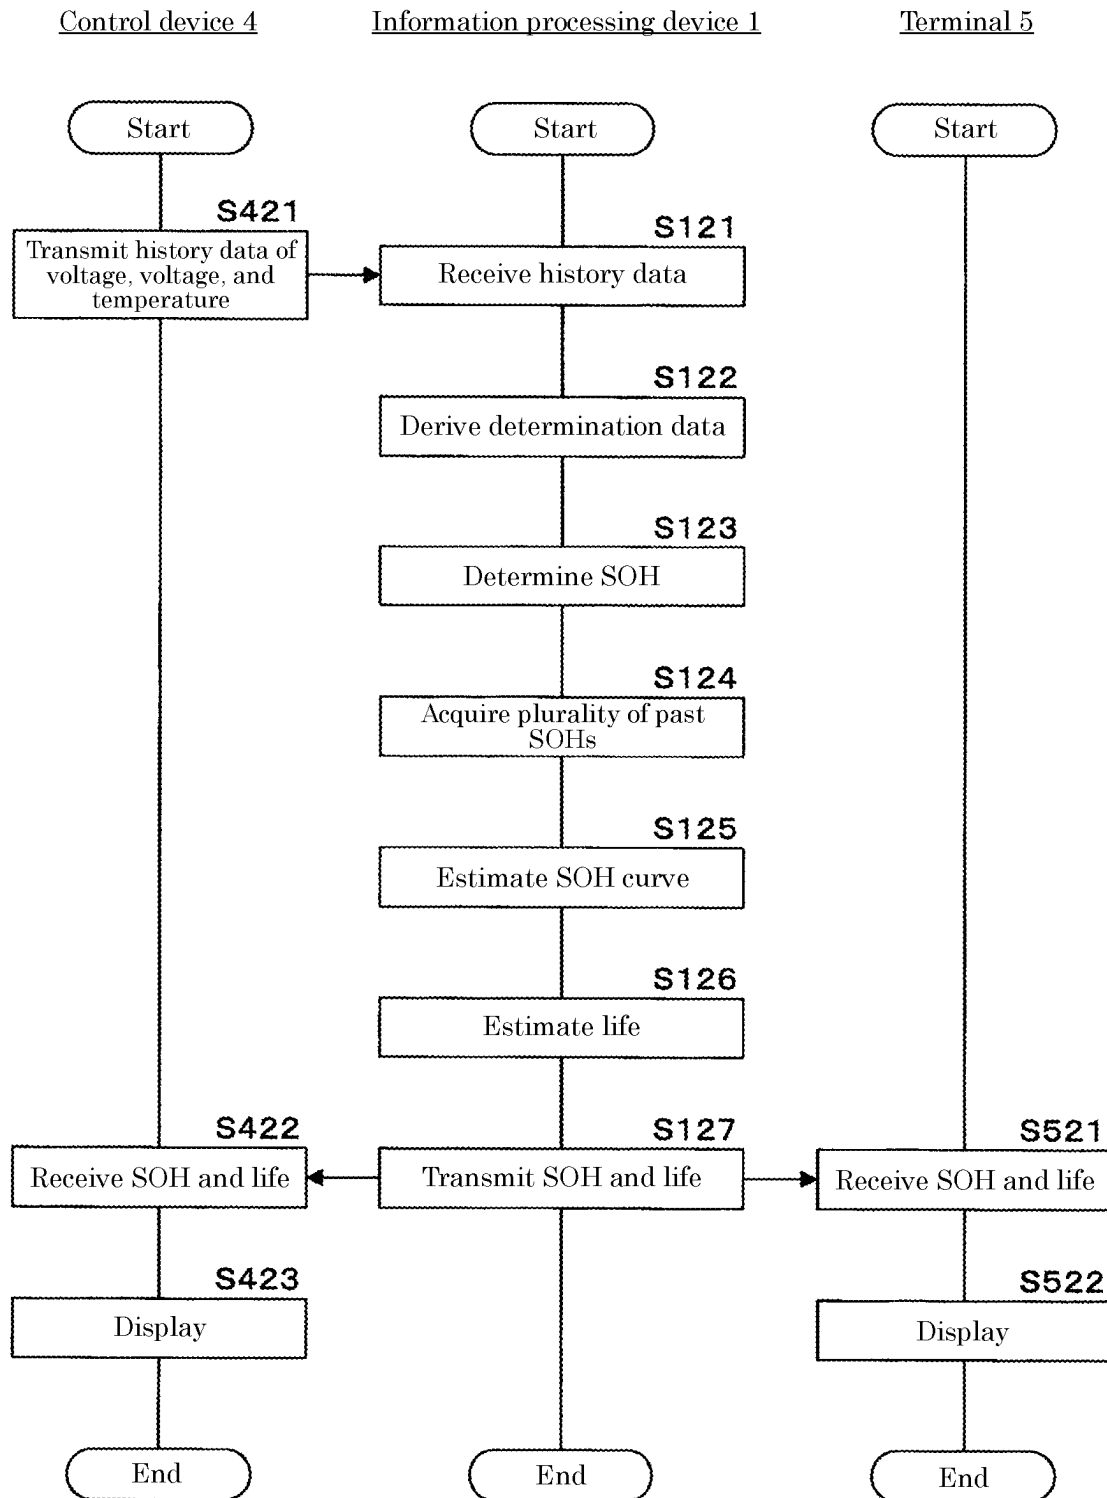 Control device 4
Information processing device 1
Terminal 5
Start
Start
Start
S421
Transmit history data of
voltage, voltage, and
temperature
S121
Receive history data
S122
Derive determination data
S123
Determine SOH
S124
Acquire plurality of past
SOHs
S125
Estimate SOH curve
S126
Estimate life
S422
Receive SOH and life
S127
Transmit SOH and life
S521
Receive SOH and life
S423
Display
S522
Display
End
End
End